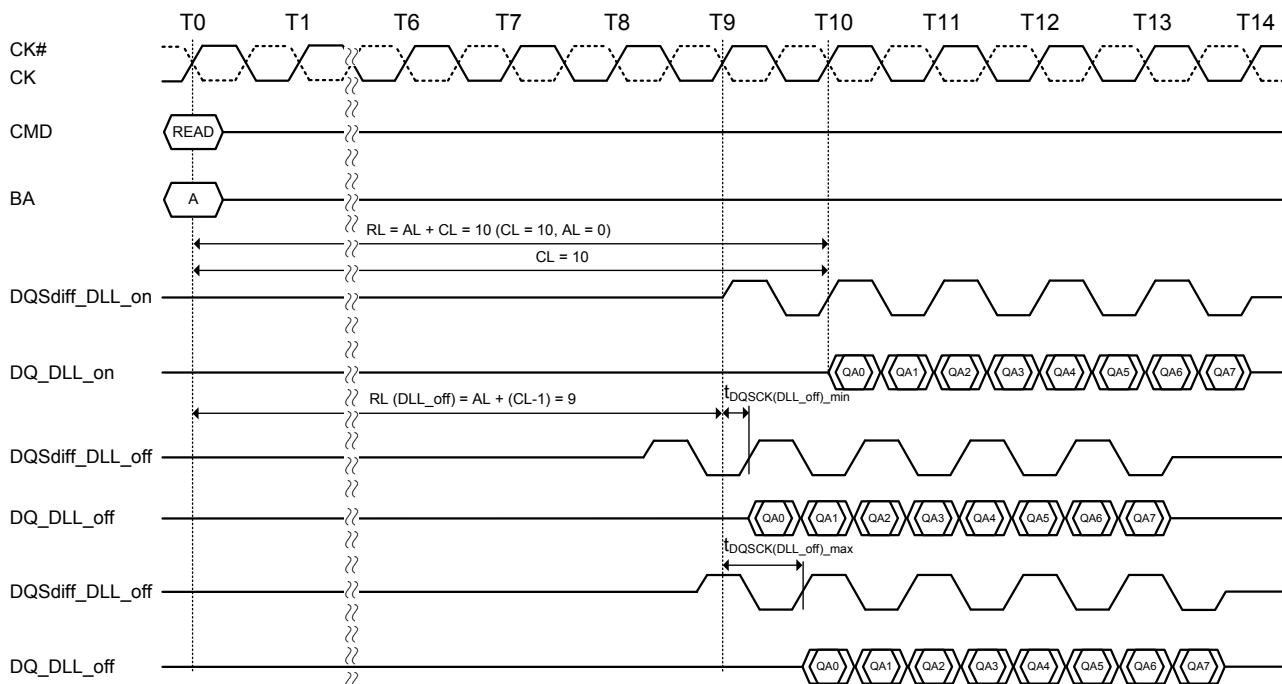 T0 T1 T6 T7 T8 T9 T10 T11 T12 T13 T14
CK#
CK
CMD READ
BA A
RL = AL + CL = 10 (CL = 10, AL = 0)
CL = 10
DQSdiff_DLL_on
DQ_DLL_on QA0 QA1 QA2 QA3 QA4 QA5 QA6 QA7
RL (DLL_off) = AL + (CL-1) = 9 tDQSCK(DLL_off)_min
DQSdiff_DLL_off
DQ_DLL_off QA0 QA1 QA2 QA3 QA4 QA5 QA6 QA7
tDQSCK(DLL_off)_max
DQSdiff_DLL_off
DQ_DLL_off QA0 QA1 QA2 QA3 QA4 QA5 QA6 QA7